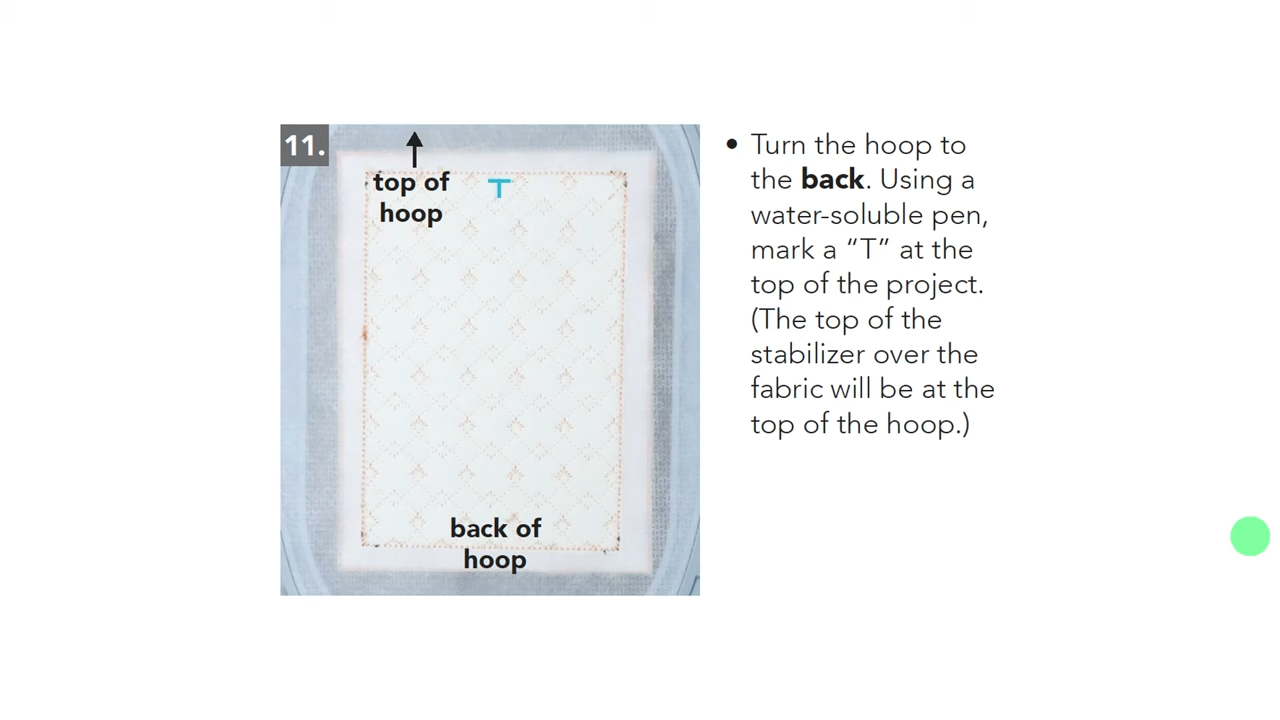 11.
top of
hoop
T
back of
hoop
• Turn the hoop to
the back. Using a
water-soluble pen,
mark a “T” at the
top of the project.
(The top of the
stabilizer over the
fabric will be at the
top of the hoop.)